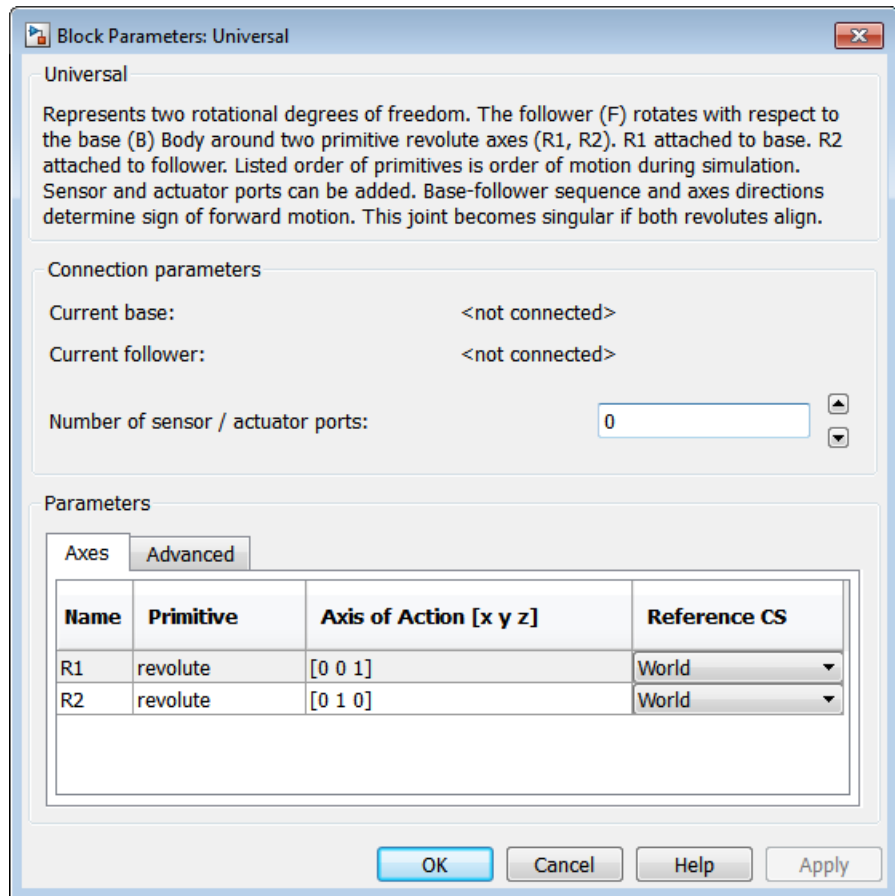 Block Parameters: Universal
Universal
Represents two rotational degrees of freedom. The follower (F) rotates with respect to
the base (B) Body around two primitive revolute axes (R1, R2). R1 attached to base. R2
attached to follower. Listed order of primitives is order of motion during simulation.
Sensor and actuator ports can be added. Base-follower sequence and axes directions
determine sign of forward motion. This joint becomes singular if both revolutes align.
Connection parameters
Current base: <not connected>
Current follower: <not connected>
Number of sensor / actuator ports: 0
Parameters
Axes Advanced
Name Primitive Axis of Action [x y z] Reference CS
R1 revolute [0 0 1] World
R2 revolute [0 1 0] World
OK Cancel Help Apply